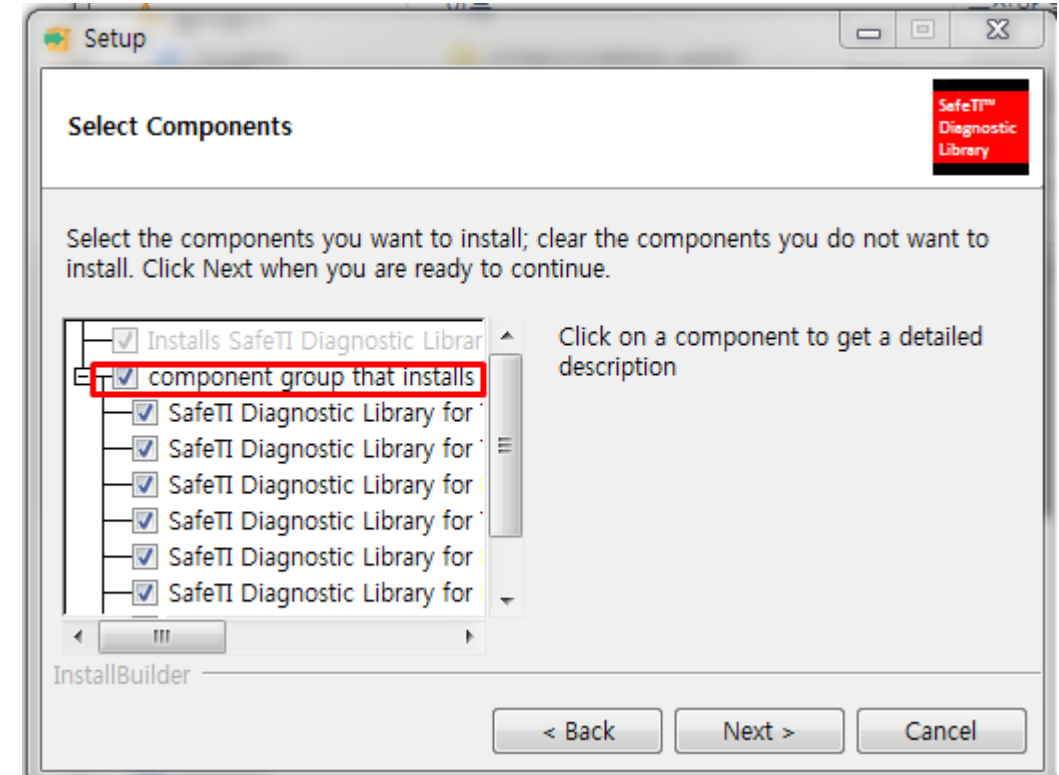 Setup
Select Components
SafeTI™
Diagnostic
Library
Select the components you want to install; clear the components you do not want to
install. Click Next when you are ready to continue.
Installs SafeTI Diagnostic Librar
component group that installs
SafeTI Diagnostic Library for
SafeTI Diagnostic Library for
SafeTI Diagnostic Library for
SafeTI Diagnostic Library for
SafeTI Diagnostic Library for
SafeTI Diagnostic Library for
Click on a component to get a detailed
description
InstallBuilder
< Back
Next >
Cancel